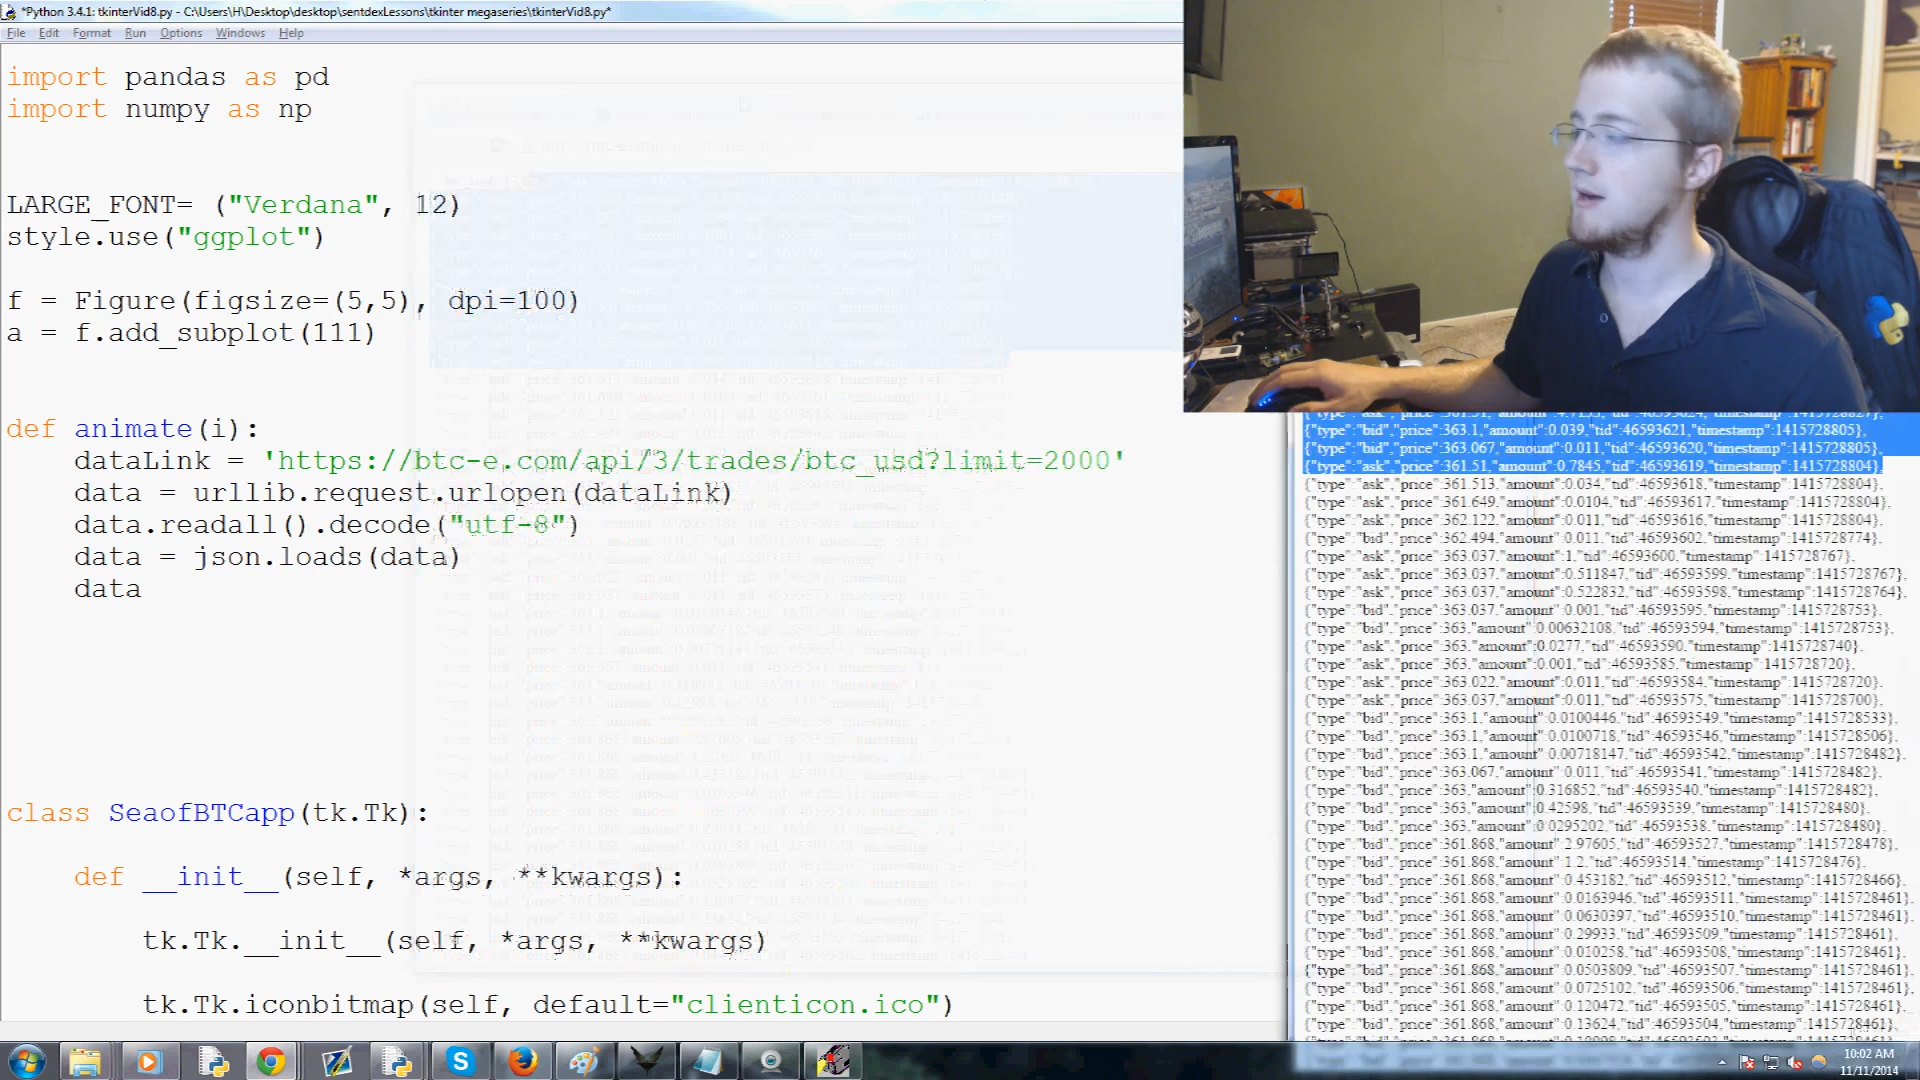 *Python 3.4.1: tkinterVid8.py - C:\Users\H\Desktop\desktop\sentdexLessons\tkinter megaseries\tkinterVid8.py*
File Edit Format Run Options Windows Help
import pandas as pd
import numpy as np
LARGE_FONT= ("Verdana", 12)
style.use("ggplot")
f = Figure(figsize=(5,5), dpi=100)
a = f.add_subplot(111)
def animate(i):
dataLink = 'https://btc-e.com/api/3/trades/btc_usd?limit=2000'
data = urllib.request.urlopen(dataLink)
data.readall().decode("utf-8")
data = json.loads(data)
data
class SeaofBTCapp(tk.Tk):
def __init__(self, *args, **kwargs):
tk.Tk.__init__(self, *args, **kwargs)
tk.Tk.iconbitmap(self, default="clienticon.ico")
{"type":"bid","price":363.1,"amount":0.039,"tid":46593621,"timestamp":1415728805},
{"type":"bid","price":363.067,"amount":0.011,"tid":46593620,"timestamp":1415728805},
{"type":"ask","price":361.51,"amount":0.7845,"tid":46593619,"timestamp":1415728804},
{"type":"ask","price":361.513,"amount":0.034,"tid":46593618,"timestamp":1415728804},
{"type":"ask","price":361.649,"amount":0.0104,"tid":46593617,"timestamp":1415728804},
{"type":"ask","price":362.122,"amount":0.011,"tid":46593616,"timestamp":1415728804},
{"type":"bid","price":362.494,"amount":0.011,"tid":46593602,"timestamp":1415728774},
{"type":"ask","price":363.037,"amount":1,"tid":46593600,"timestamp":1415728767},
{"type":"ask","price":363.037,"amount":0.511847,"tid":46593599,"timestamp":1415728767},
{"type":"ask","price":363.037,"amount":0.522832,"tid":46593598,"timestamp":1415728764},
{"type":"bid","price":363.037,"amount":0.001,"tid":46593595,"timestamp":1415728753},
{"type":"bid","price":363,"amount":0.00632108,"tid":46593594,"timestamp":1415728753},
{"type":"ask","price":363,"amount":0.0277,"tid":46593590,"timestamp":1415728740},
{"type":"ask","price":363,"amount":0.001,"tid":46593585,"timestamp":1415728720},
{"type":"ask","price":363.022,"amount":0.011,"tid":46593584,"timestamp":1415728720},
{"type":"ask","price":363.037,"amount":0.011,"tid":46593575,"timestamp":1415728700},
{"type":"bid","price":363.1,"amount":0.0100446,"tid":46593549,"timestamp":1415728533},
{"type":"bid","price":363.1,"amount":0.0100718,"tid":46593546,"timestamp":1415728506},
{"type":"bid","price":363.1,"amount":0.00718147,"tid":46593542,"timestamp":1415728482},
{"type":"bid","price":363.067,"amount":0.011,"tid":46593541,"timestamp":1415728482},
{"type":"bid","price":363,"amount":0.316852,"tid":46593540,"timestamp":1415728482},
{"type":"bid","price":363,"amount":0.42598,"tid":46593539,"timestamp":1415728480},
{"type":"bid","price":363,"amount":0.0295202,"tid":46593538,"timestamp":1415728480},
{"type":"bid","price":361.868,"amount":2.97605,"tid":46593527,"timestamp":1415728478},
{"type":"bid","price":361.868,"amount":1.2,"tid":46593514,"timestamp":1415728476},
{"type":"bid","price":361.868,"amount":0.453182,"tid":46593512,"timestamp":1415728466},
{"type":"bid","price":361.868,"amount":0.0163946,"tid":46593511,"timestamp":1415728461},
{"type":"bid","price":361.868,"amount":0.0630397,"tid":46593510,"timestamp":1415728461},
{"type":"bid","price":361.868,"amount":0.29933,"tid":46593509,"timestamp":1415728461},
{"type":"bid","price":361.868,"amount":0.010258,"tid":46593508,"timestamp":1415728461},
{"type":"bid","price":361.868,"amount":0.0503809,"tid":46593507,"timestamp":1415728461},
{"type":"bid","price":361.868,"amount":0.0725102,"tid":46593506,"timestamp":1415728461},
{"type":"bid","price":361.868,"amount":0.120472,"tid":46593505,"timestamp":1415728461},
{"type":"bid","price":361.868,"amount":0.13624,"tid":46593504,"timestamp":1415728461},
10:02 AM
11/11/2014